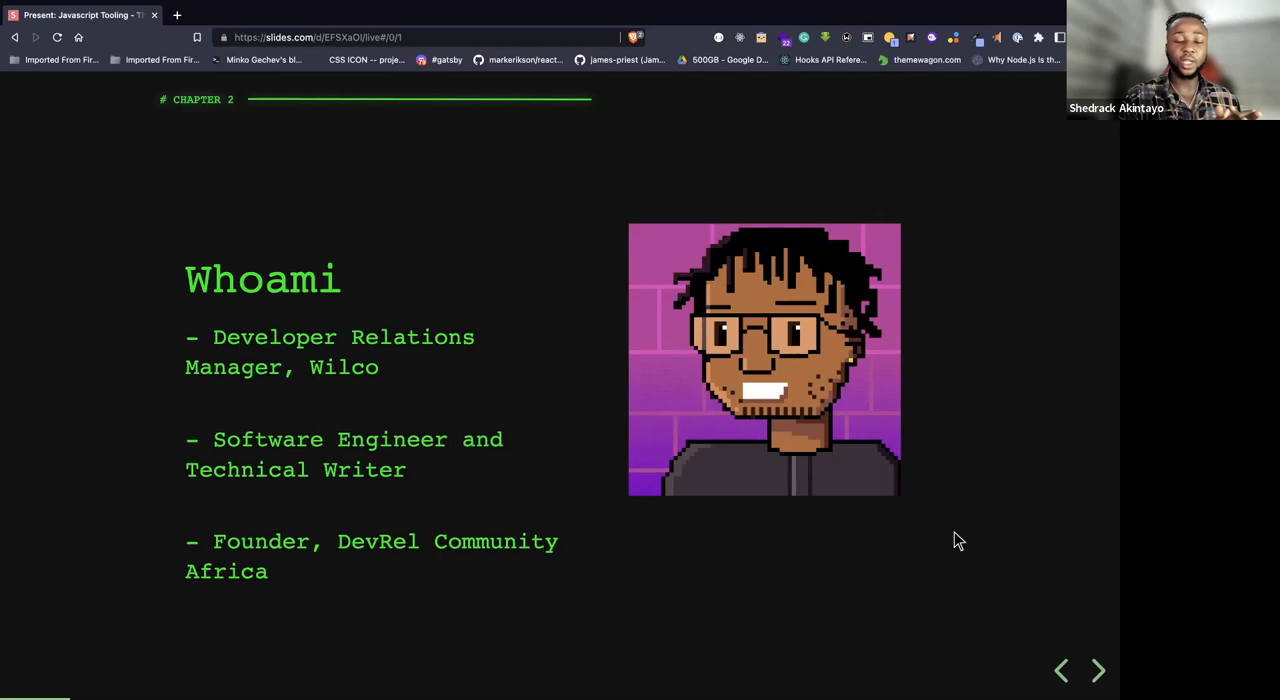 Present: Javascript Tooling - Th
https://slides.com/d/EFSXaOI/live#/0/1
2
22
1
Imported From Fir...
Imported From Fir...
Minko Gechev's bl...
CSS ICON -- proje...
#gatsby
markerikson/react...
james-priest (Jam...
500GB - Google D...
Hooks API Refere...
themewagon.com
Why Node.js Is th...
Shedrack Akintayo
# CHAPTER 2
Whoami
- Developer Relations
Manager, Wilco
- Software Engineer and
Technical Writer
- Founder, DevRel Community
Africa